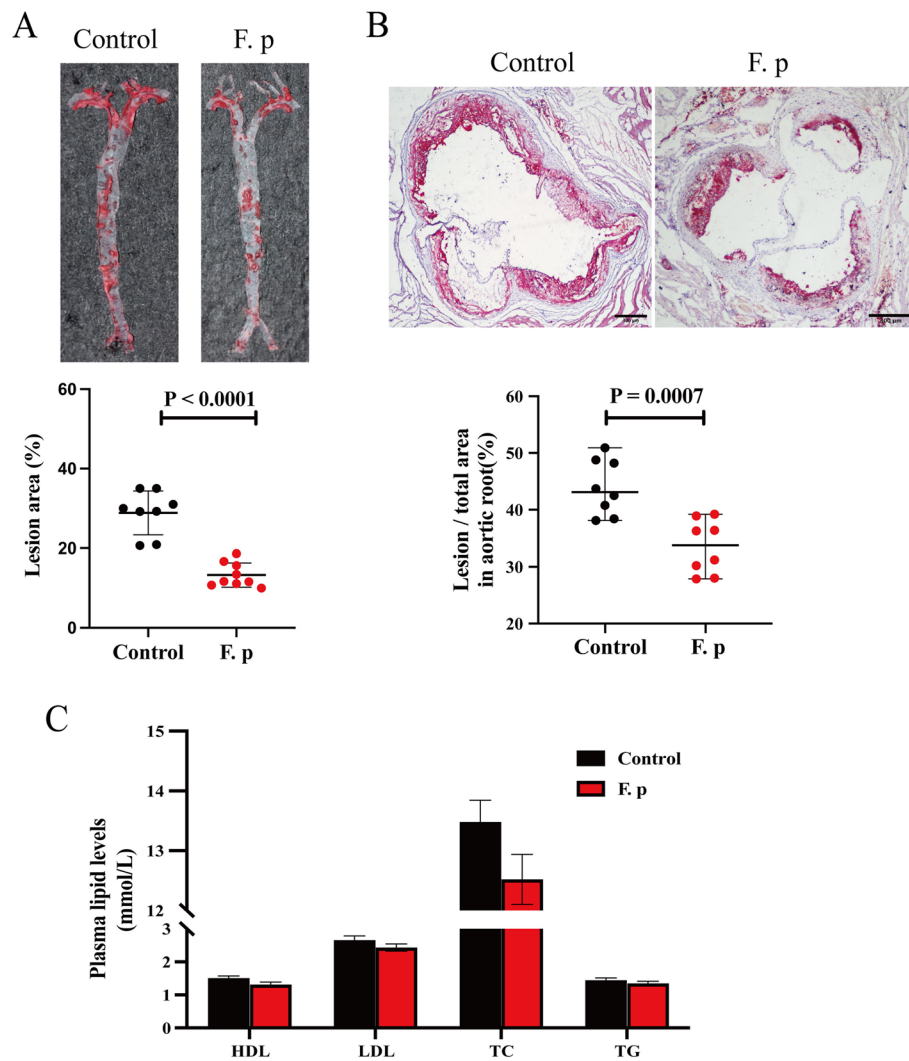 A
Control
F. p
60
40
20
0
Lesion area (%)
P < 0.0001
Control
F. p
B
Control
F. p
60
50
40
30
20
Lesion / total area
in aortic root(%)
P = 0.0007
Control
F. p
C
15
14
13
12
3
2
1
0
Plasma lipid levels
(mmol/L)
Control
F. p
HDL
LDL
TC
TG